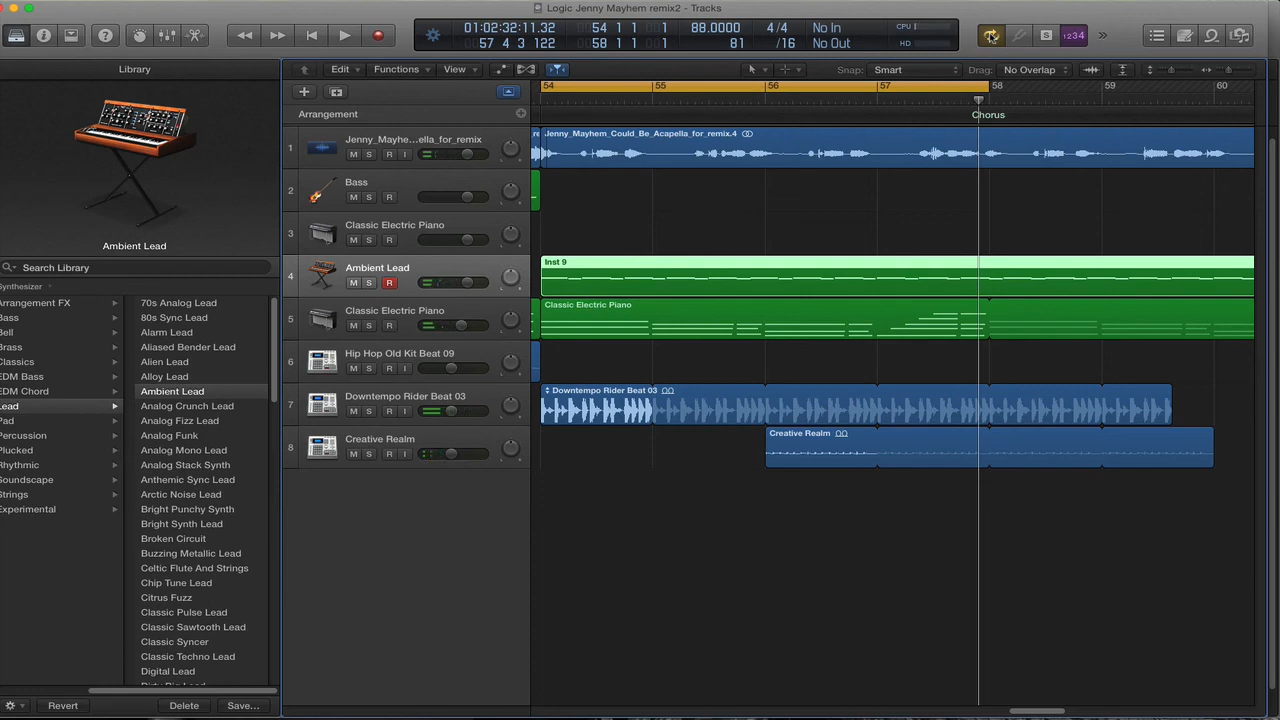 Logic Jenny Mayhem remix2 - Tracks
01:02:32:11.32 54 1 1 1 88.0000 4/4 No In CPU
57 4 3 122 58 1 1 1 81 /16 No Out HD
S 1234
Library
Edit Functions View Snap: Smart Drag: No Overlap
54 55 56 57 58 59 60
Arrangement Chorus
Ambient Lead
Search Library
Synthesizer
Arrangement FX
Bass
Bell
Brass
Classics
EDM Bass
EDM Chord
Lead
Pad
Percussion
Plucked
Rhythmic
Soundscape
Strings
Experimental
70s Analog Lead
80s Sync Lead
Alarm Lead
Aliased Bender Lead
Alien Lead
Alloy Lead
Ambient Lead
Analog Crunch Lead
Analog Fizz Lead
Analog Funk
Analog Mono Lead
Analog Stack Synth
Anthemic Sync Lead
Arctic Noise Lead
Bright Punchy Synth
Bright Synth Lead
Broken Circuit
Buzzing Metallic Lead
Celtic Flute And Strings
Chip Tune Lead
Citrus Fuzz
Classic Pulse Lead
Classic Sawtooth Lead
Classic Syncer
Classic Techno Lead
Digital Lead
Revert Delete Save...
1 Jenny_Mayhe...ella_for_remix
M S R I
2 Bass
M S R
3 Classic Electric Piano
M S R
4 Ambient Lead
M S R
5 Classic Electric Piano
M S R
6 Hip Hop Old Kit Beat 09
M S R I
7 Downtempo Rider Beat 03
M S R I
8 Creative Realm
M S R I
re Jenny_Mayhem_Could_Be_Acapella_for_remix.4
Inst 9
Classic Electric Piano
Downtempo Rider Beat 03
Creative Realm